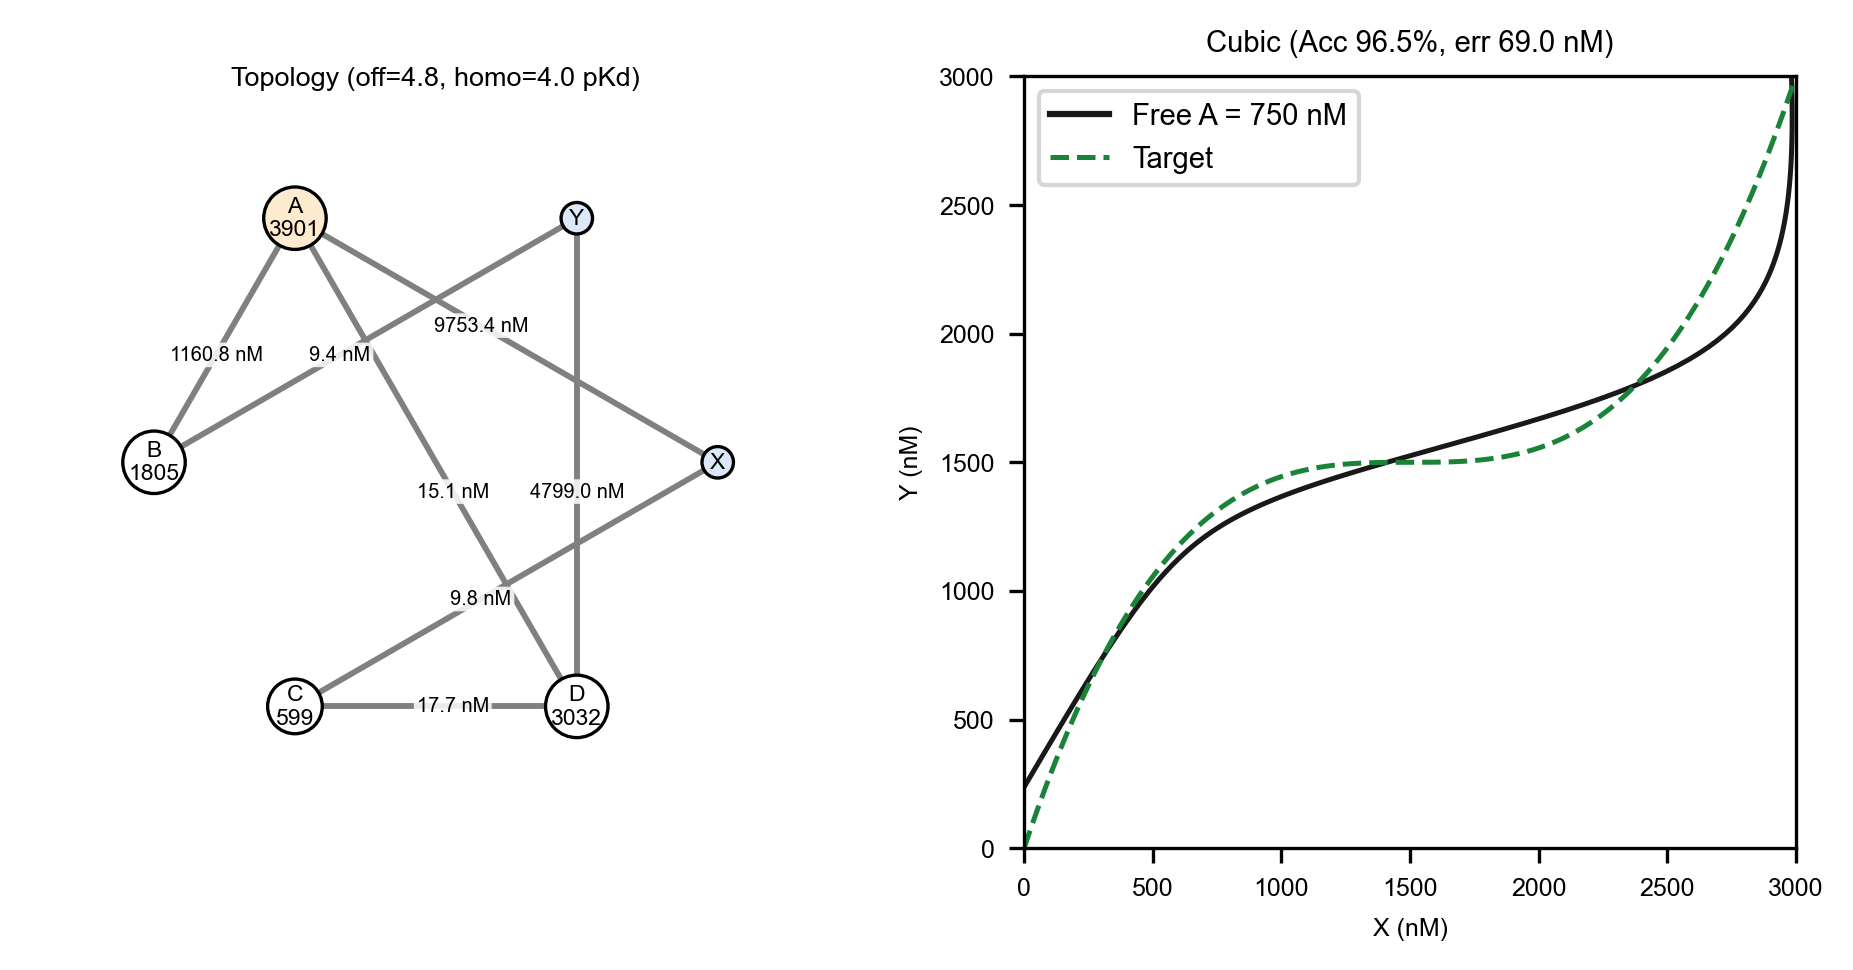 Topology (off=4.8, homo=4.0 pKd)
A
3901
Y
9753.4 nM
1160.8 nM
9.4 nM
B
1805
X
15.1 nM
4799.0 nM
9.8 nM
C
599
17.7 nM
D
3032
Cubic (Acc 96.5%, err 69.0 nM)
Free A = 750 nM
Target
3000
2500
2000
1500
1000
500
0
Y (nM)
0
500
1000
1500
2000
2500
3000
X (nM)